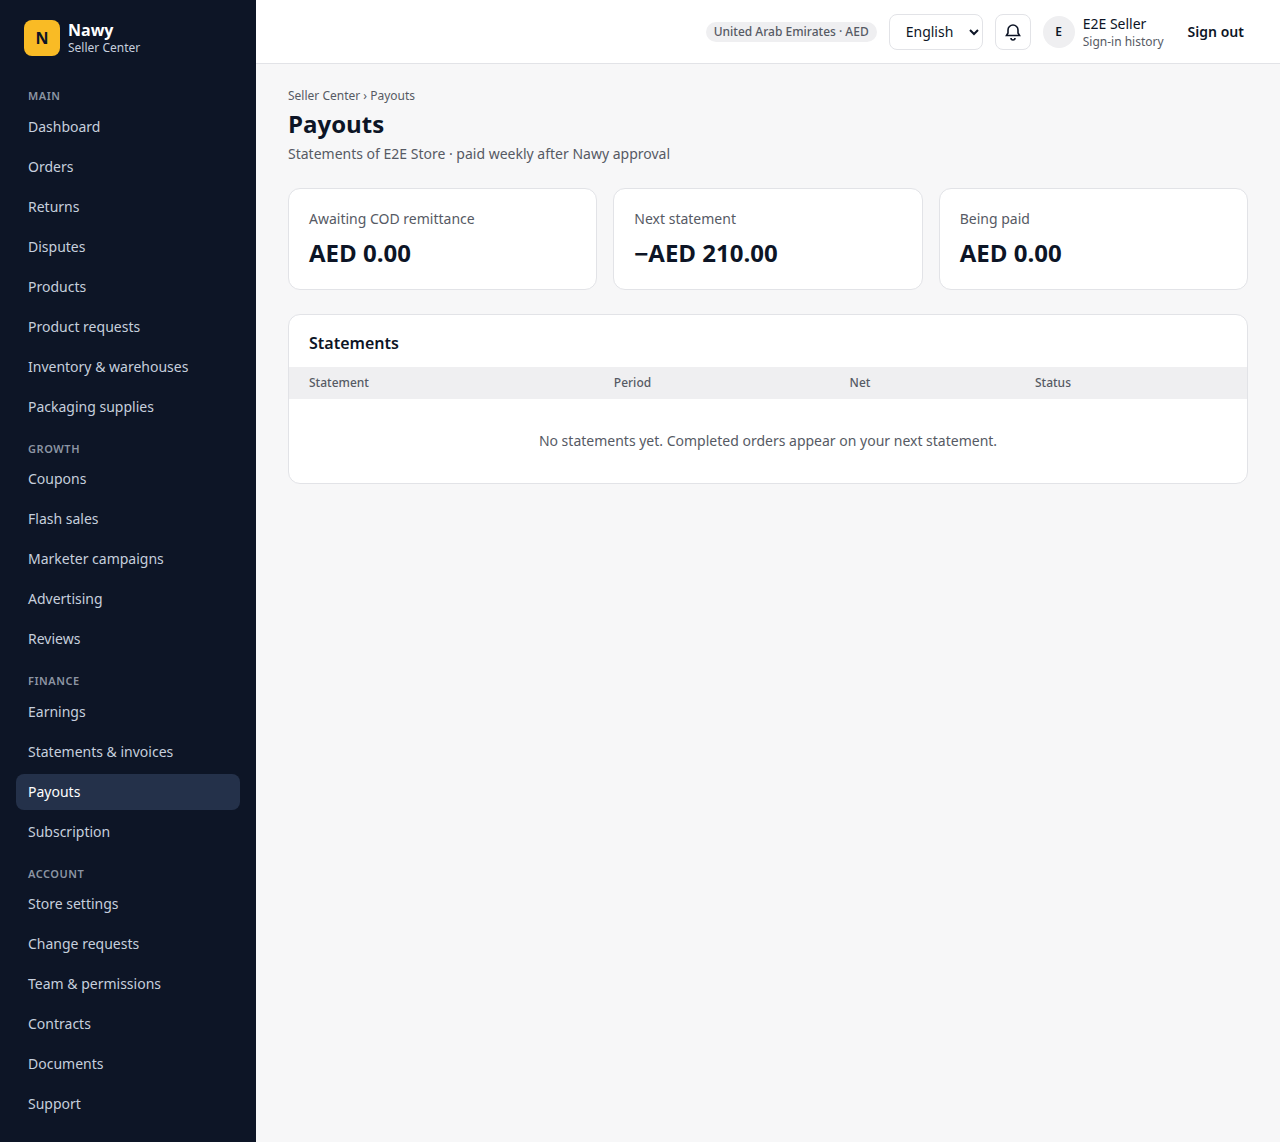 N
Nawy
Seller Center
MAIN
Dashboard
Orders
Returns
Disputes
Products
Product requests
Inventory & warehouses
Packaging supplies
GROWTH
Coupons
Flash sales
Marketer campaigns
Advertising
Reviews
FINANCE
Earnings
Statements & invoices
Payouts
Subscription
ACCOUNT
Store settings
Change requests
Team & permissions
Contracts
Documents
Support
United Arab Emirates · AED
English
E
E2E Seller
Sign-in history
Sign out
Seller Center › Payouts
Payouts
Statements of E2E Store · paid weekly after Nawy approval
Awaiting COD remittance
AED 0.00
Next statement
−AED 210.00
Being paid
AED 0.00
Statements
Statement Period Net Status
No statements yet. Completed orders appear on your next statement.